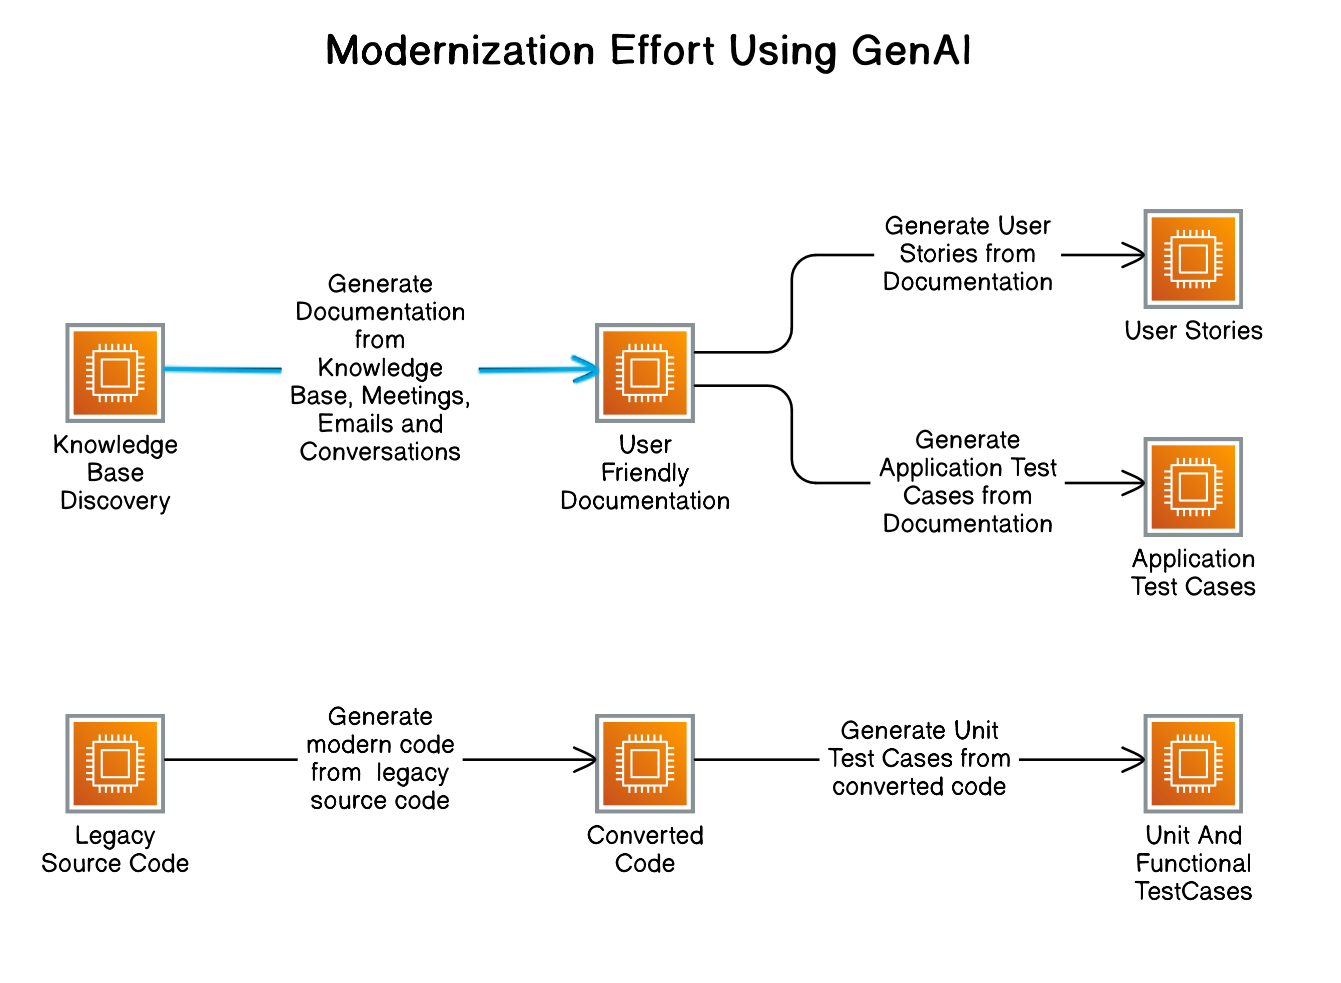 Modernization Effort Using GenAI
Generate User
Stories from
Documentation
User Stories
Generate
Documentation
from
Knowledge
Base, Meetings,
Emails and
Conversations
Knowledge
Base
Discovery
User
Friendly
Documentation
Generate
Application Test
Cases from
Documentation
Application
Test Cases
Generate
modern code
from legacy
source code
Generate Unit
Test Cases from
converted code
Legacy
Source Code
Converted
Code
Unit And
Functional
TestCases